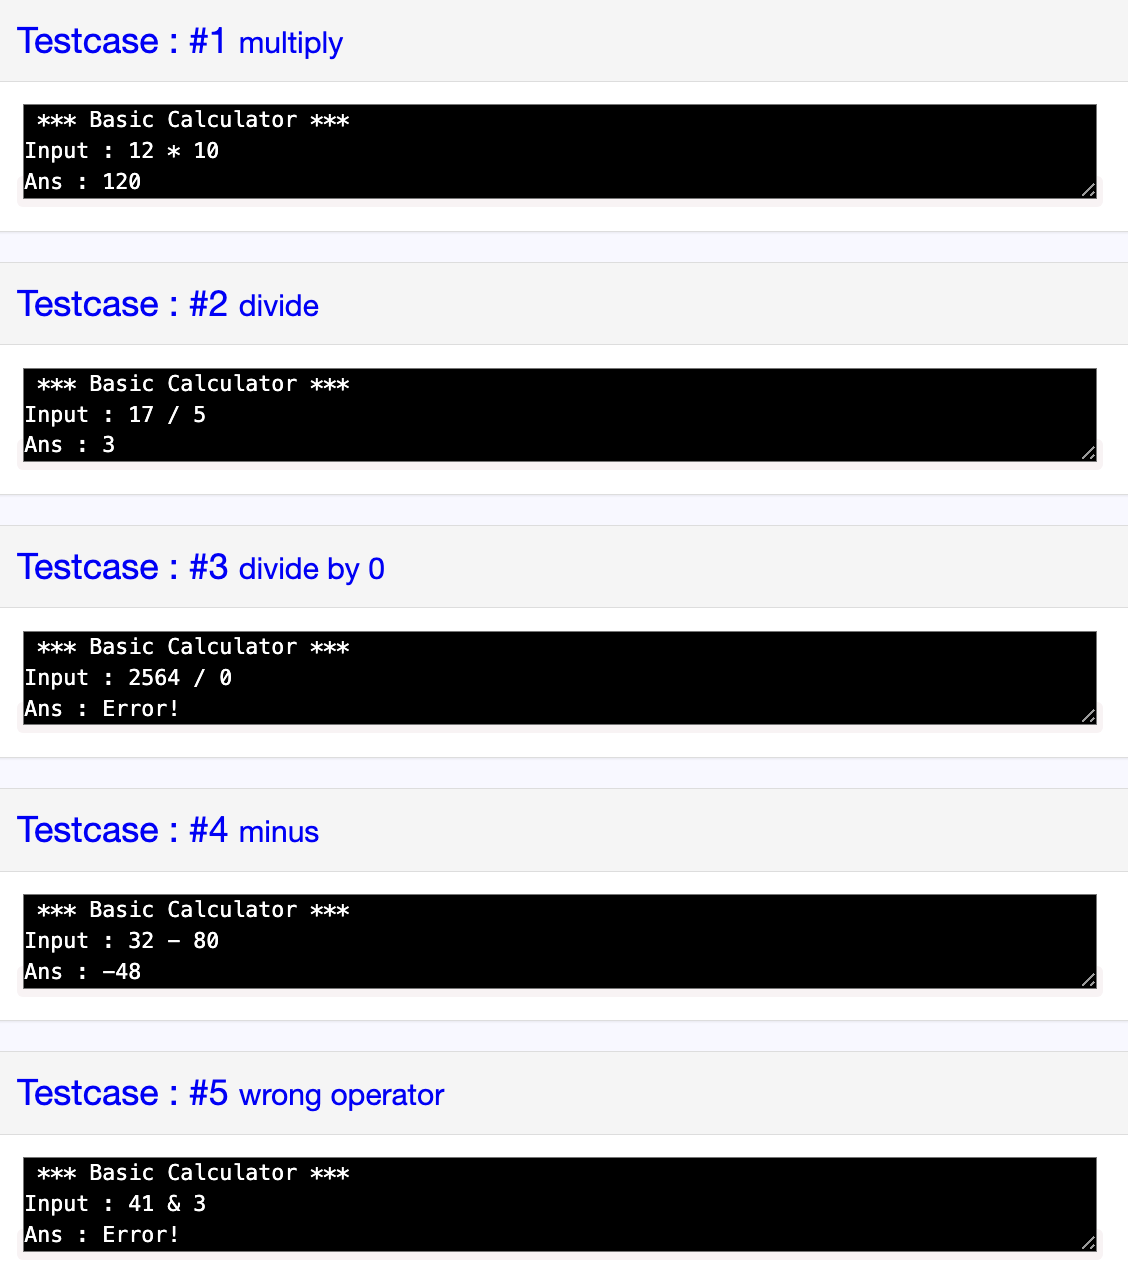 Testcase : #1 multiply
*** Basic Calculator ***
Input : 12 * 10
Ans : 120
Testcase : #2 divide
*** Basic Calculator ***
Input : 17 / 5
Ans : 3
Testcase : #3 divide by 0
*** Basic Calculator ***
Input : 2564 / 0
Ans : Error!
Testcase : #4 minus
*** Basic Calculator ***
Input : 32 - 80
Ans : -48
Testcase : #5 wrong operator
*** Basic Calculator ***
Input : 41 & 3
Ans : Error!